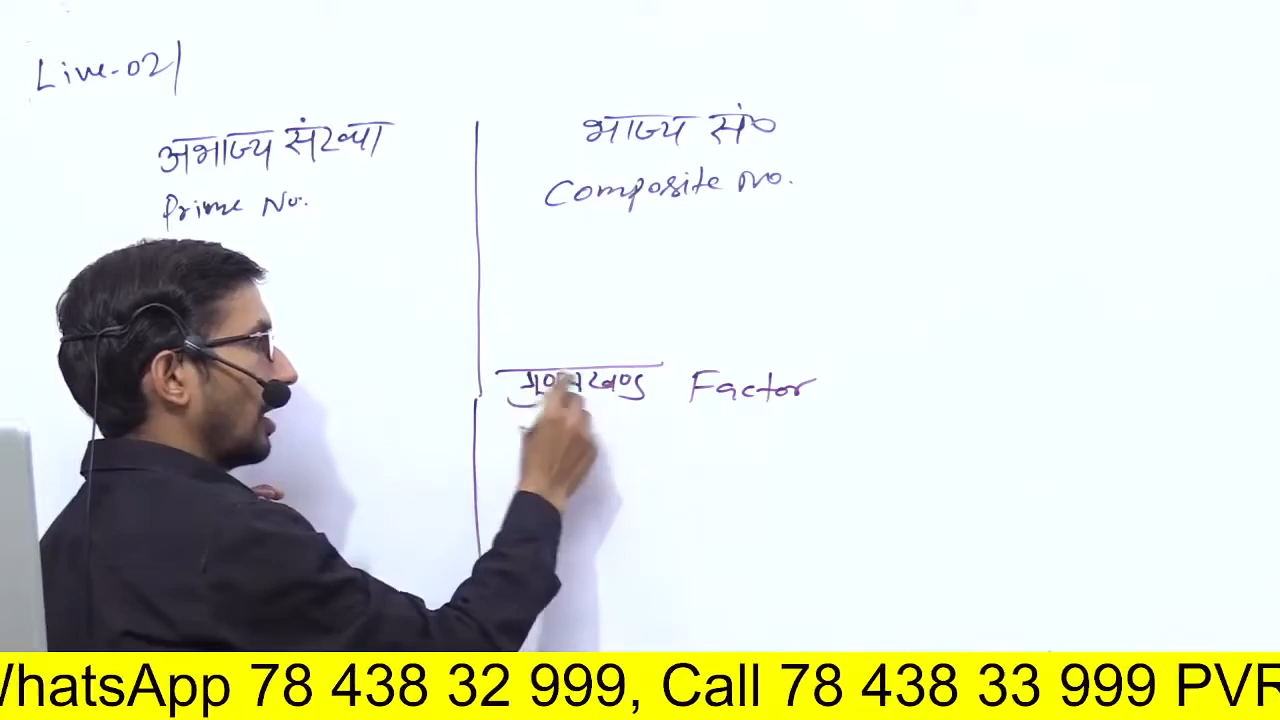 Live-02
अभाज्य संख्या
Prime No.
भाज्य सं०
Composite No.
गुणनखण्ड Factor
WhatsApp 78 438 32 999, Call 78 438 33 999 PVR